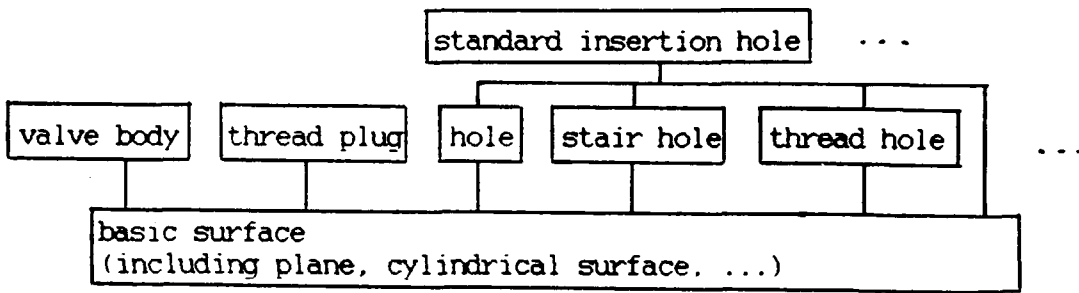 standard insertion hole ...
valve body thread plug hole stair hole thread hole ...
basic surface
(including plane, cylindrical surface, ...)